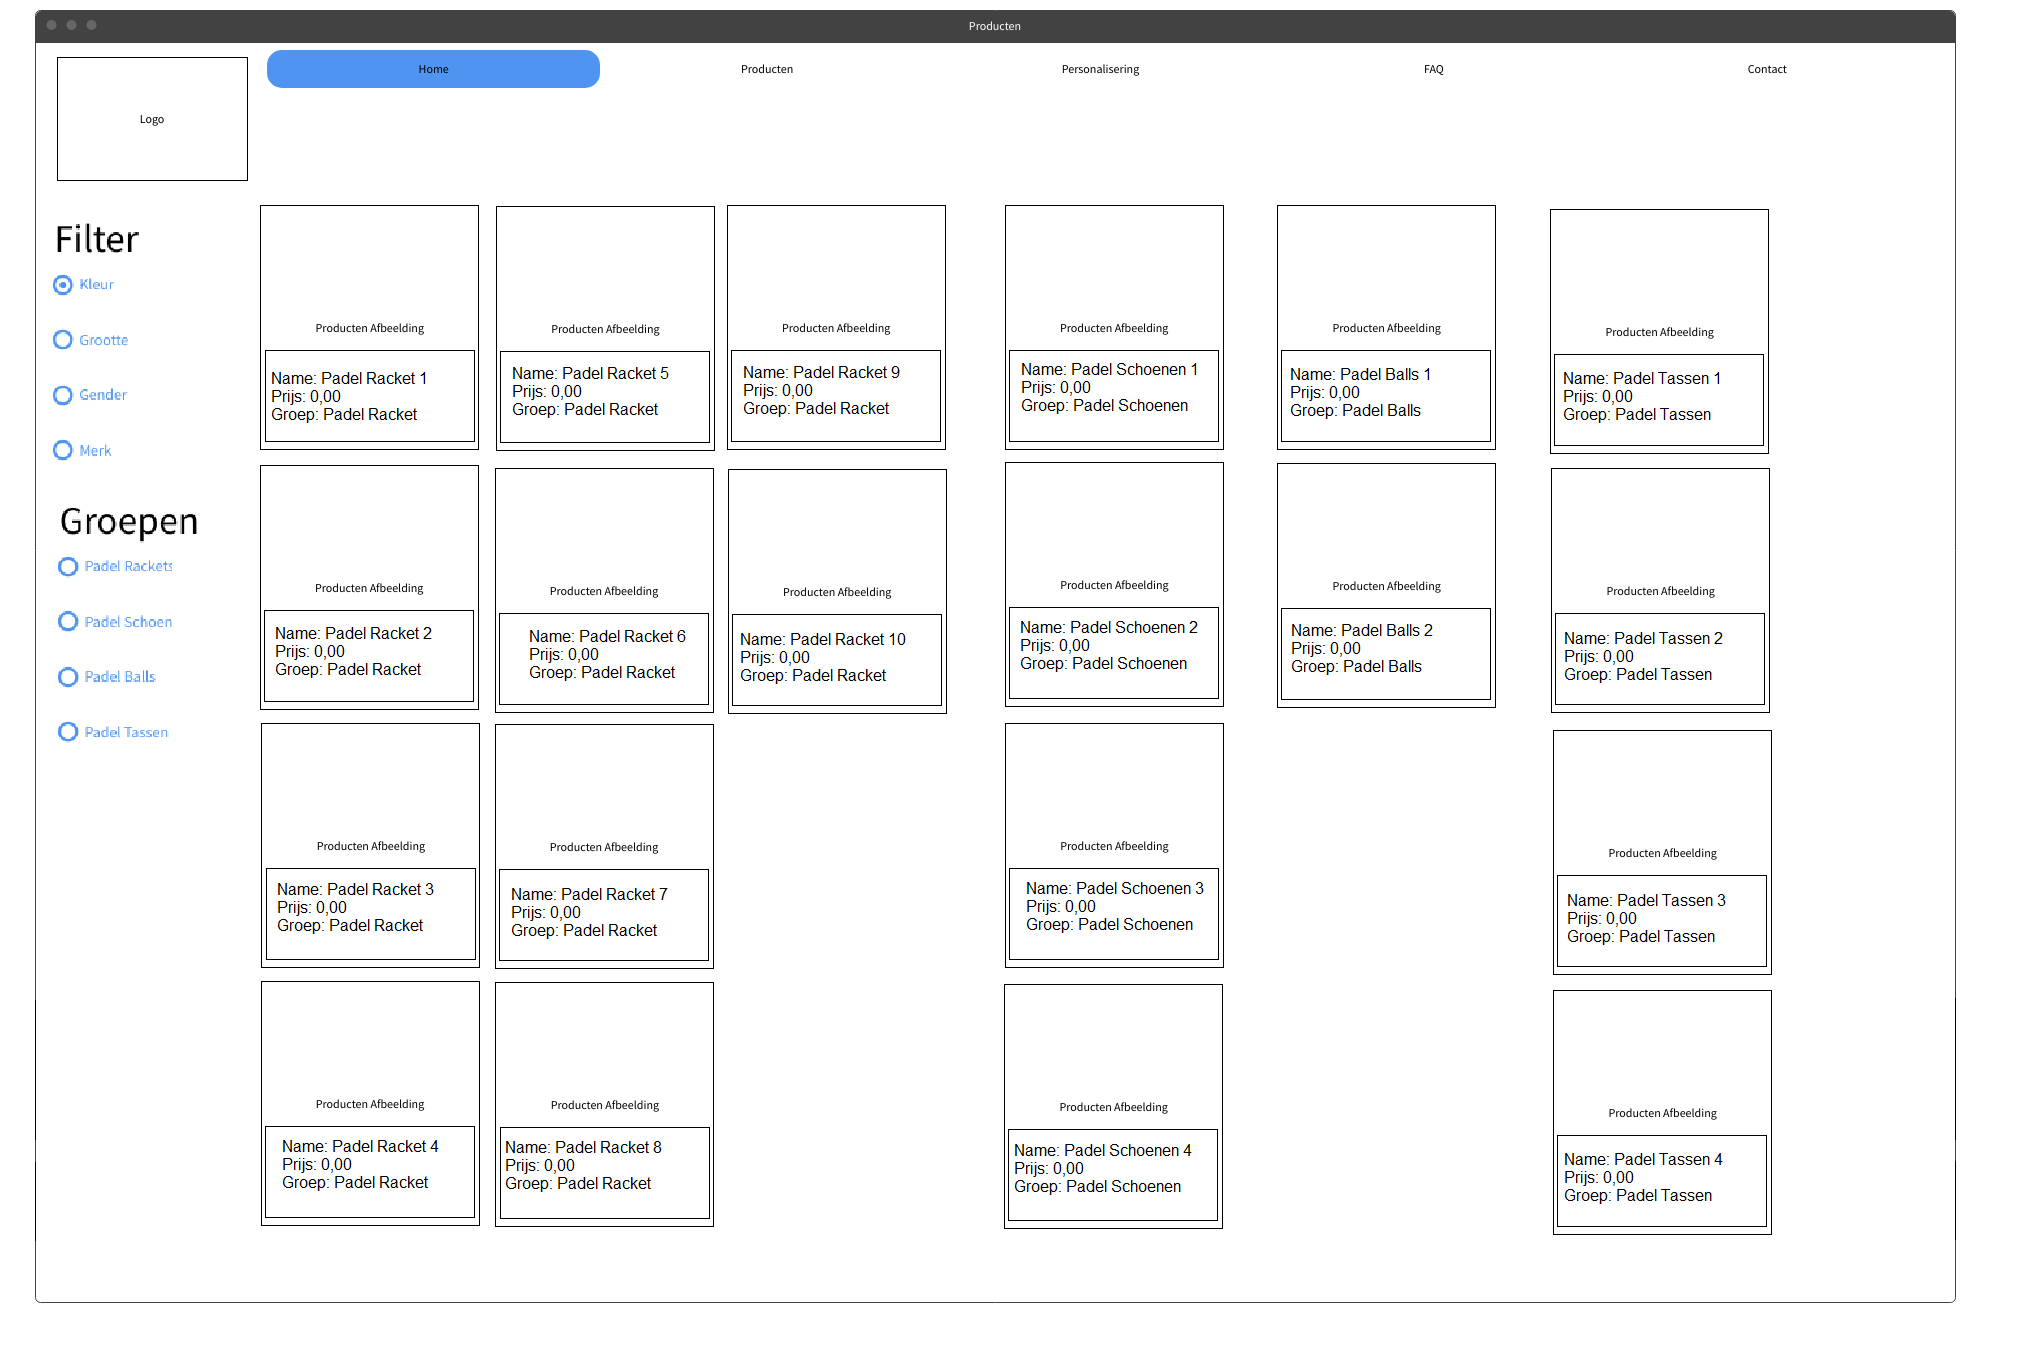 Producten
Home
Producten
Personalisering
FAQ
Contact
Logo
Filter
Kleur
Grootte
Gender
Merk
Groepen
Padel Rackets
Padel Schoen
Padel Balls
Padel Tassen
Producten Afbeelding
Name: Padel Racket 1
Prijs: 0,00
Groep: Padel Racket
Producten Afbeelding
Name: Padel Racket 5
Prijs: 0,00
Groep: Padel Racket
Producten Afbeelding
Name: Padel Racket 9
Prijs: 0,00
Groep: Padel Racket
Producten Afbeelding
Name: Padel Schoenen 1
Prijs: 0,00
Groep: Padel Schoenen
Producten Afbeelding
Name: Padel Balls 1
Prijs: 0,00
Groep: Padel Balls
Producten Afbeelding
Name: Padel Tassen 1
Prijs: 0,00
Groep: Padel Tassen
Producten Afbeelding
Name: Padel Racket 2
Prijs: 0,00
Groep: Padel Racket
Producten Afbeelding
Name: Padel Racket 6
Prijs: 0,00
Groep: Padel Racket
Producten Afbeelding
Name: Padel Racket 10
Prijs: 0,00
Groep: Padel Racket
Producten Afbeelding
Name: Padel Schoenen 2
Prijs: 0,00
Groep: Padel Schoenen
Producten Afbeelding
Name: Padel Balls 2
Prijs: 0,00
Groep: Padel Balls
Producten Afbeelding
Name: Padel Tassen 2
Prijs: 0,00
Groep: Padel Tassen
Producten Afbeelding
Name: Padel Racket 3
Prijs: 0,00
Groep: Padel Racket
Producten Afbeelding
Name: Padel Racket 7
Prijs: 0,00
Groep: Padel Racket
Producten Afbeelding
Name: Padel Schoenen 3
Prijs: 0,00
Groep: Padel Schoenen
Producten Afbeelding
Name: Padel Tassen 3
Prijs: 0,00
Groep: Padel Tassen
Producten Afbeelding
Name: Padel Racket 4
Prijs: 0,00
Groep: Padel Racket
Producten Afbeelding
Name: Padel Racket 8
Prijs: 0,00
Groep: Padel Racket
Producten Afbeelding
Name: Padel Schoenen 4
Prijs: 0,00
Groep: Padel Schoenen
Producten Afbeelding
Name: Padel Tassen 4
Prijs: 0,00
Groep: Padel Tassen